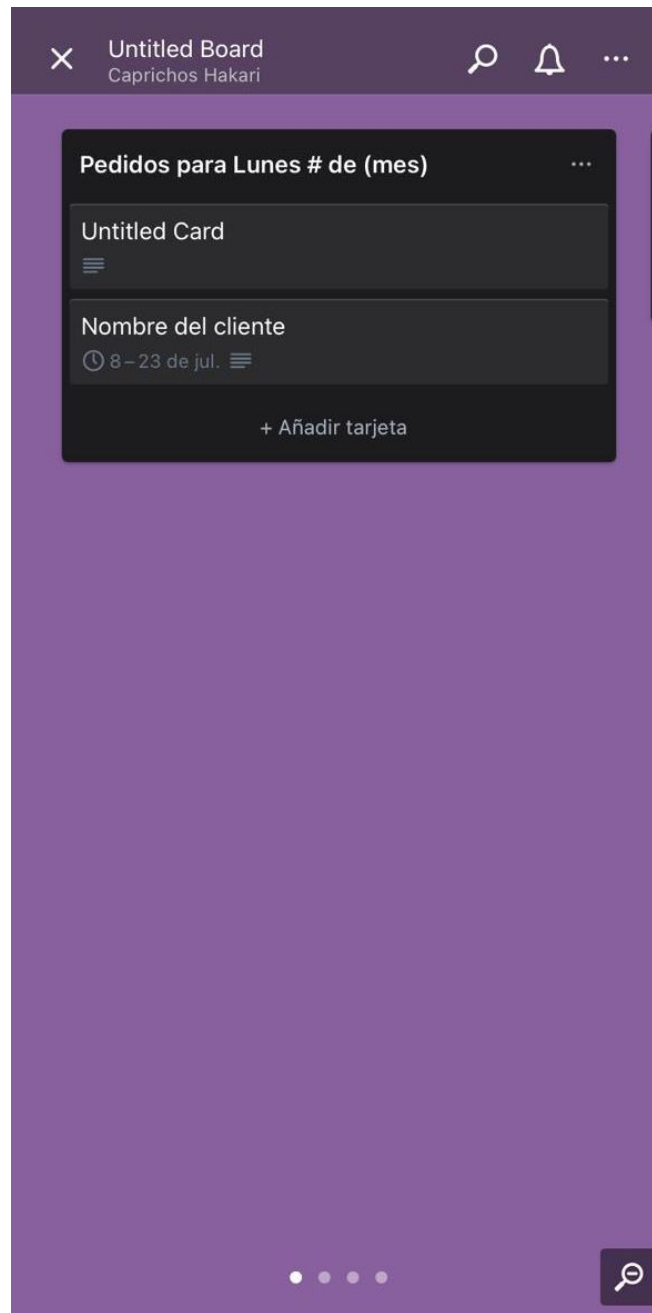 Untitled Board
Caprichos Hakari
Pedidos para Lunes # de (mes)
Untitled Card
Nombre del cliente
8–23 de jul.
+ Añadir tarjeta